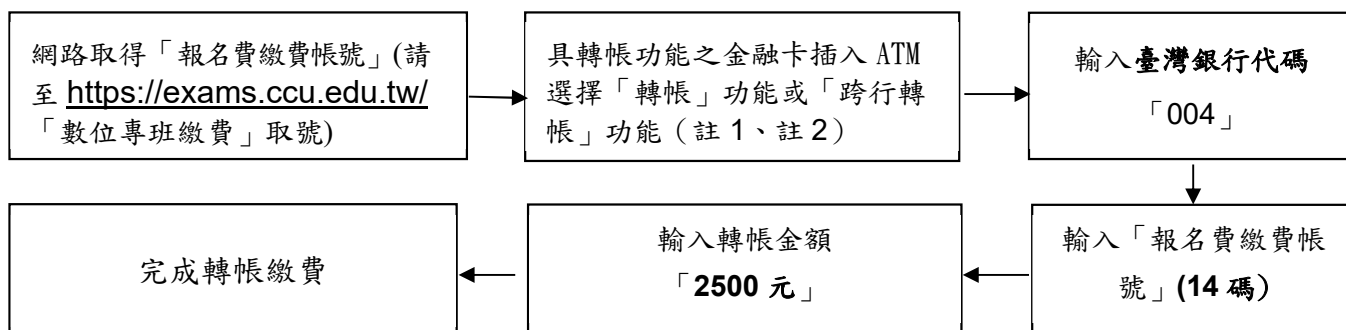 網路取得「報名費繳費帳號」(請
至 https://exams.ccu.edu.tw/
「數位專班繳費」取號)
具轉帳功能之金融卡插入 ATM
選擇「轉帳」功能或「跨行轉
帳」功能（註 1、註 2）
輸入臺灣銀行代碼
「004」
輸入「報名費繳費帳
號」(14 碼)
輸入轉帳金額
「2500 元」
完成轉帳繳費